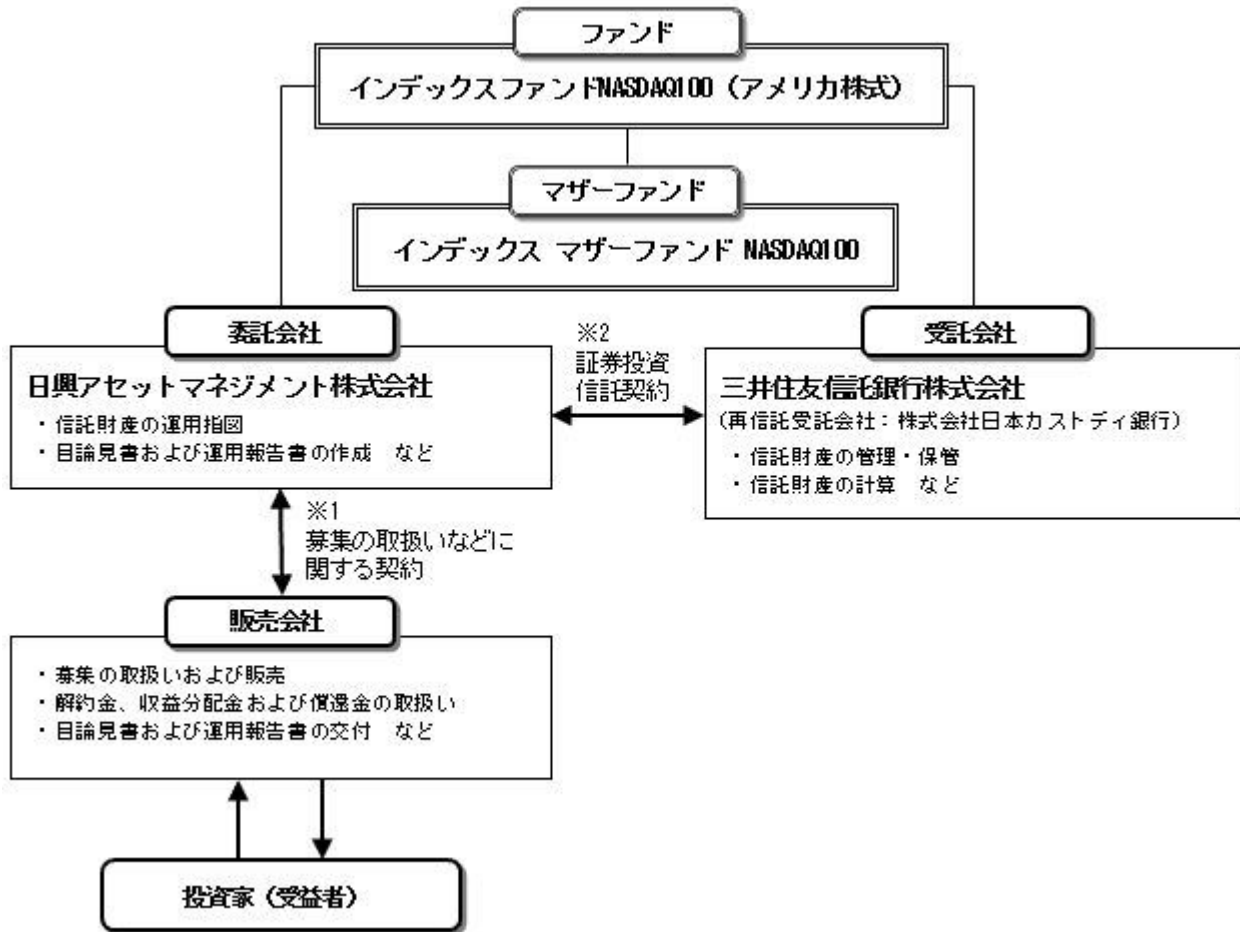 ファンド
インデックスファンドNASDAQ100（アメリカ株式）
マザーファンド
インデックス マザーファンド NASDAQ100
委託会社
日興アセットマネジメント株式会社
・信託財産の運用指図
・目論見書および運用報告書の作成　など
※2
証券投資
信託契約
受託会社
三井住友信託銀行株式会社
（再信託受託会社：株式会社日本カストディ銀行）
・信託財産の管理・保管
・信託財産の計算　など
※1
募集の取扱いなどに
関する契約
販売会社
・募集の取扱いおよび販売
・解約金、収益分配金および償還金の取扱い
・目論見書および運用報告書の交付　など
投資家（受益者）